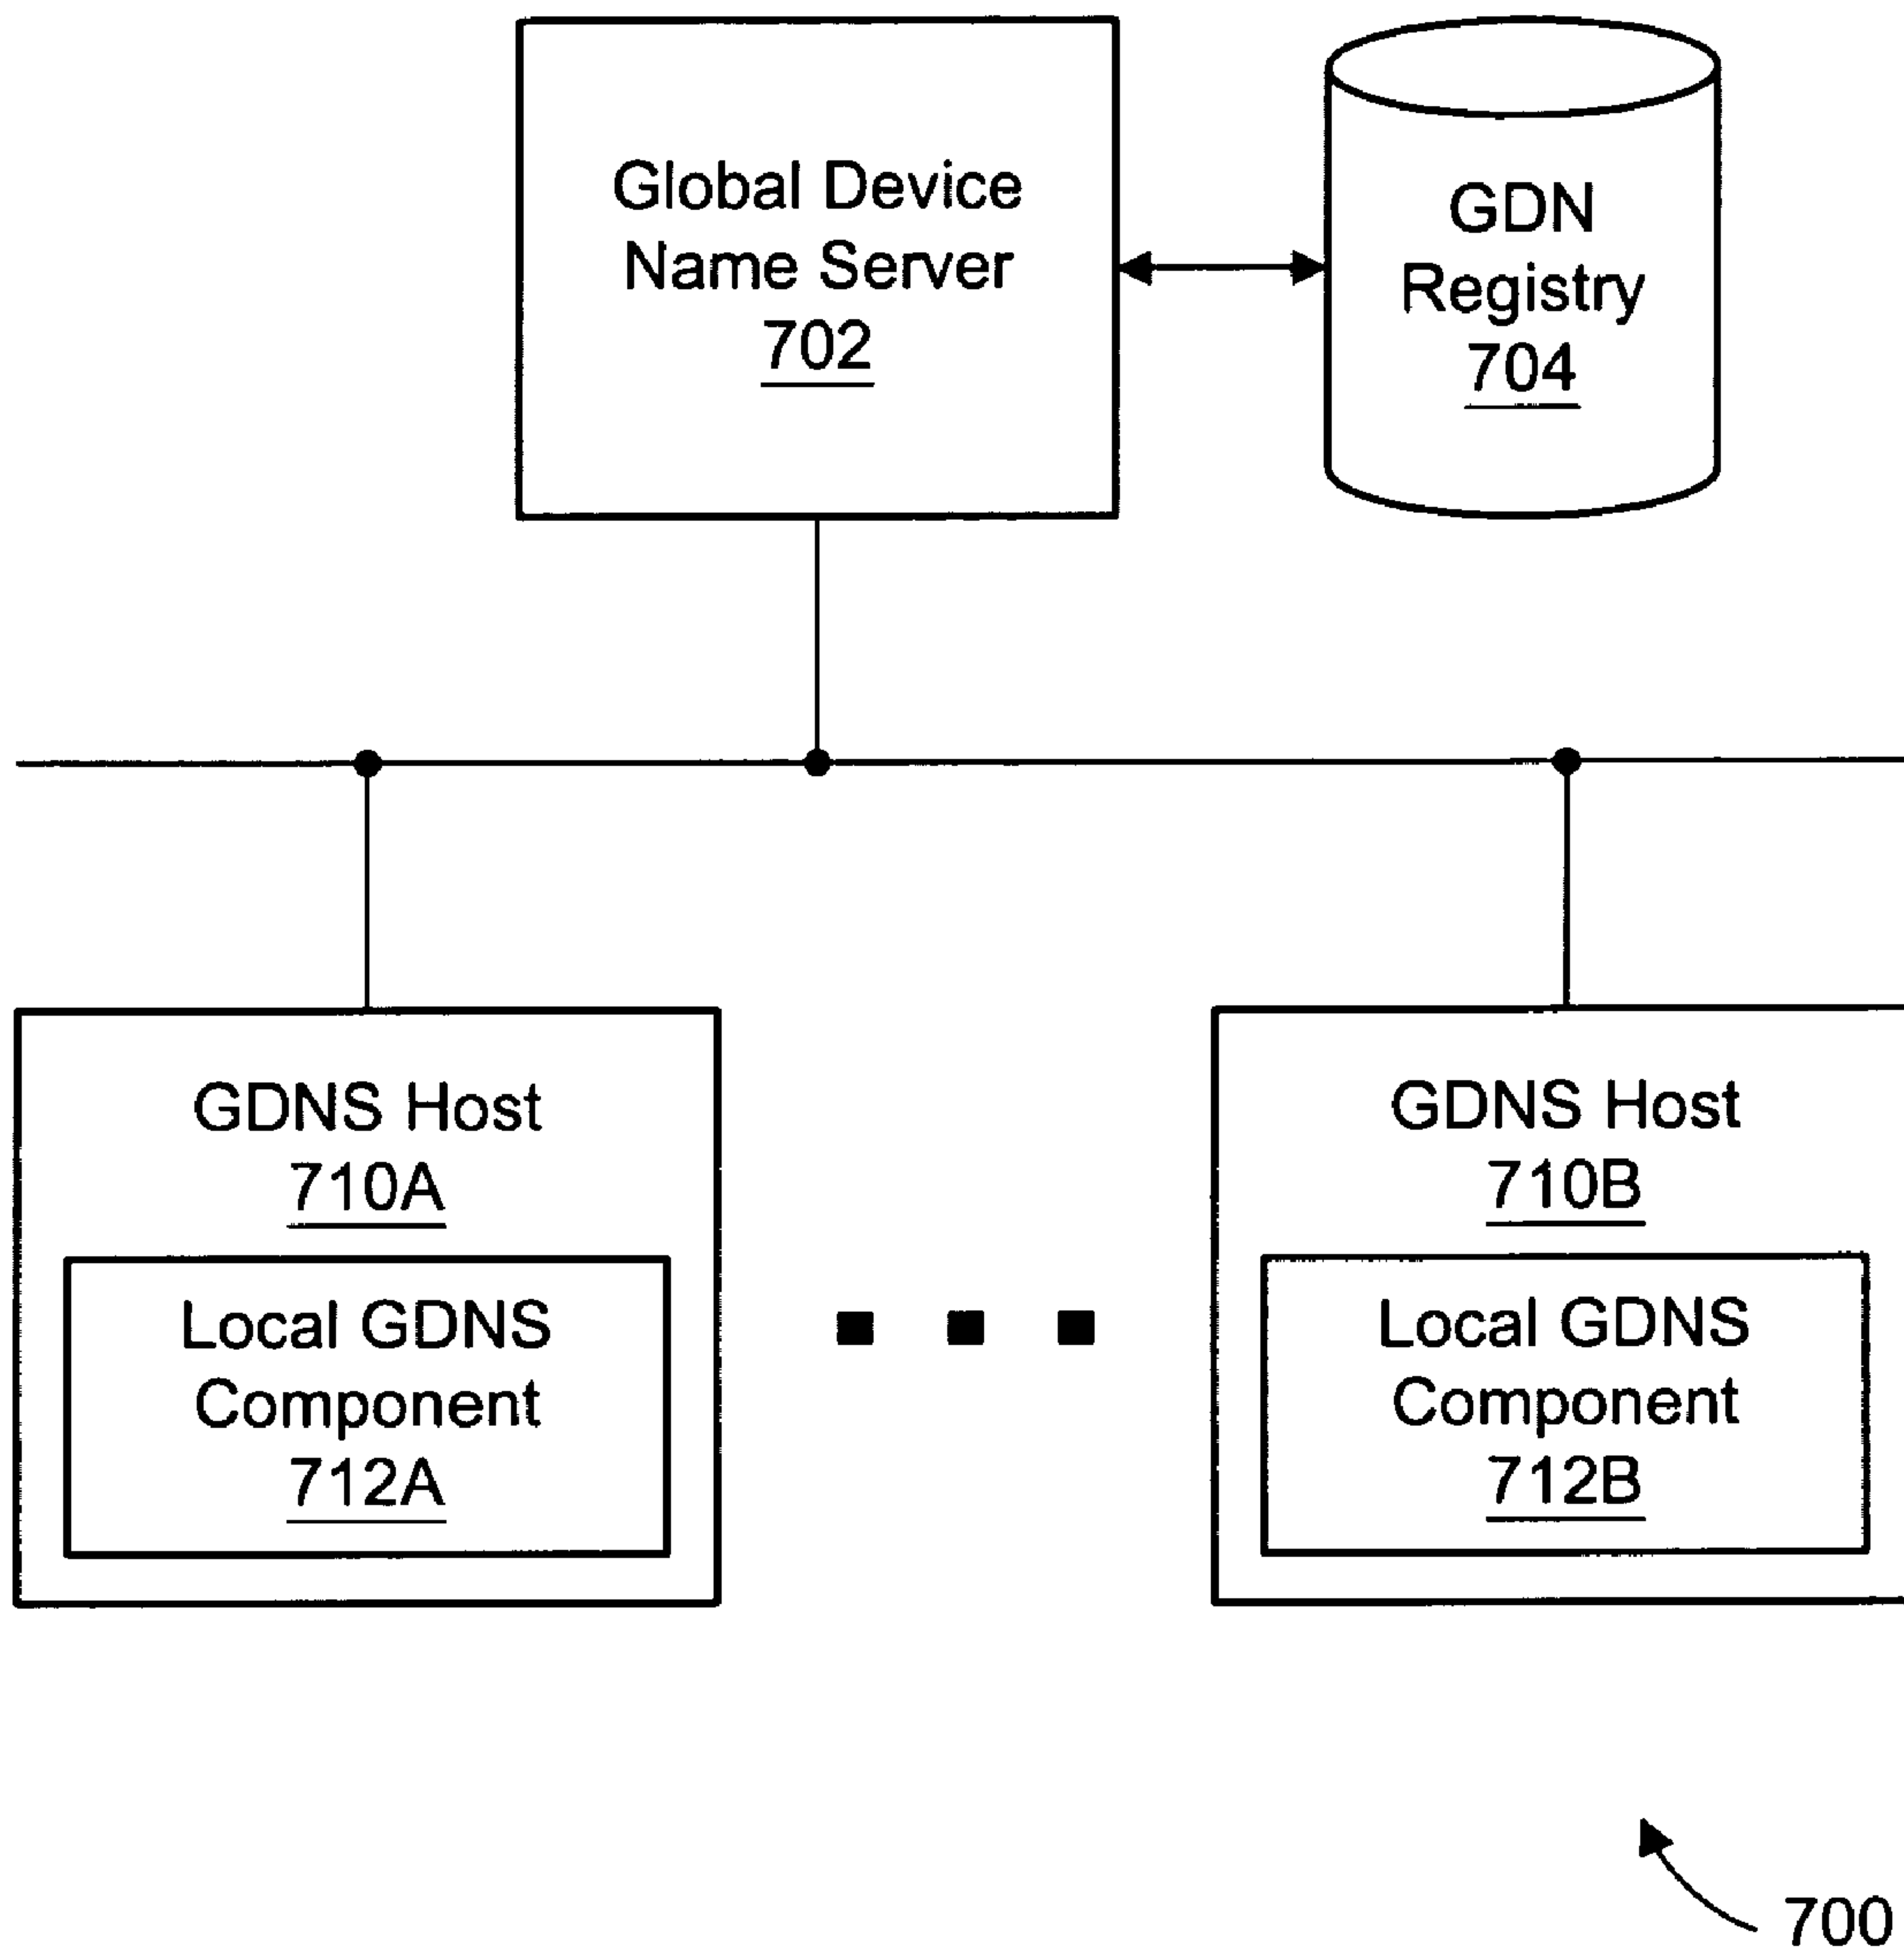 Global Device
Name Server
702
GDN
Registry
704
GDNS Host
710A
Local GDNS
Component
712A
GDNS Host
710B
Local GDNS
Component
712B
700